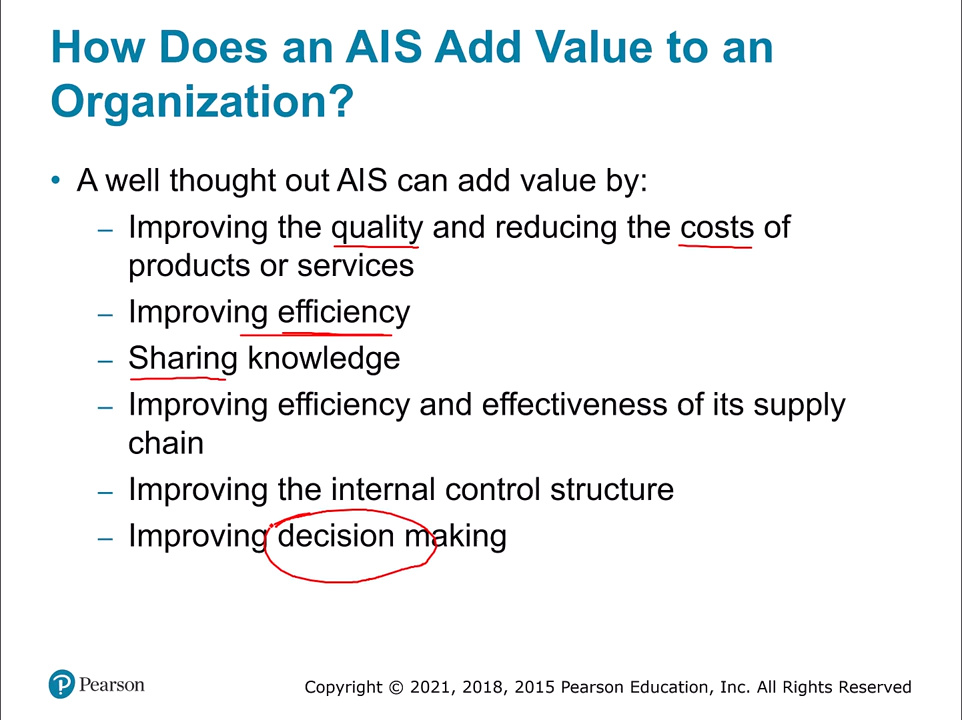 How Does an AIS Add Value to an
Organization?
• A well thought out AIS can add value by:
– Improving the quality and reducing the costs of
products or services
– Improving efficiency
– Sharing knowledge
– Improving efficiency and effectiveness of its supply
chain
– Improving the internal control structure
– Improving decision making
P Pearson
Copyright © 2021, 2018, 2015 Pearson Education, Inc. All Rights Reserved